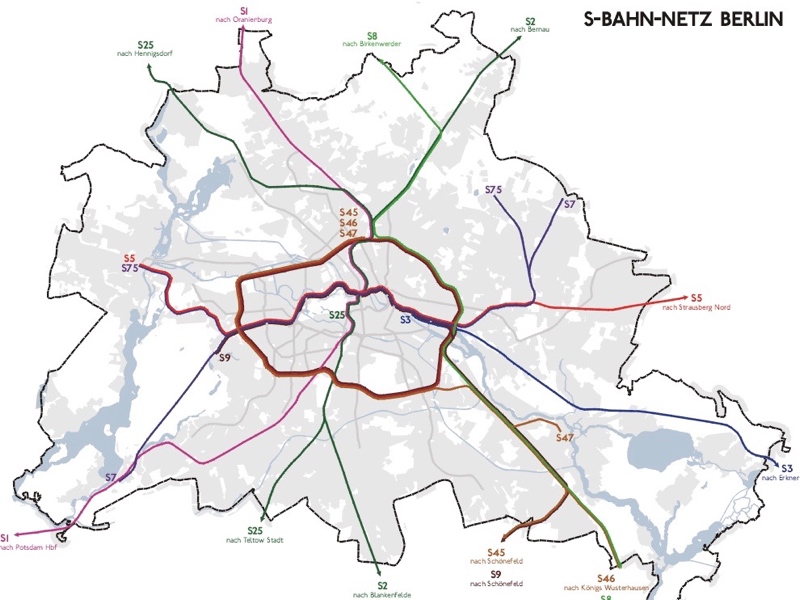 S-BAHN-NETZ BERLIN
S1
nach Oranierburg
S2
nach Bernau
S8
nach Birkenwerder
S25
nach Hennigsdorf
S75
S7
S45
S46
S47
S5
S75
S5
nach Strausberg Nord
S25
S3
S9
S47
S7
S3
nach Erkner
S1
nach Potsdam Hbf
S25
nach Teltow Stadt
S45
nach Schönefeld
S9
nach Schönefeld
S2
nach Blankenfelde
S46
nach Königs Wusterhausen
S8